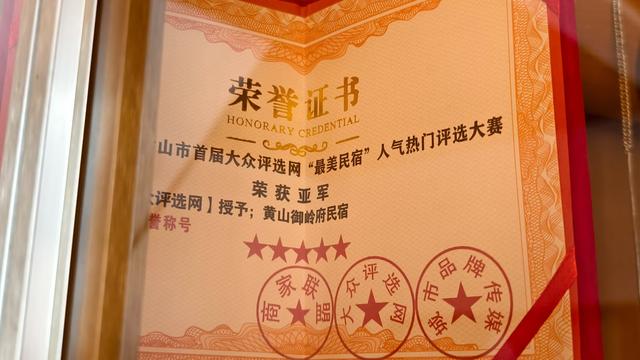 荣誉证书
HONORARY CREDENTIAL
山市首届大众评选网“最美民宿”人气热门评选大赛
荣获亚军
评选网】授予；黄山御岭府民宿
誉称号
商家联盟
大众评选网
城市品牌传媒